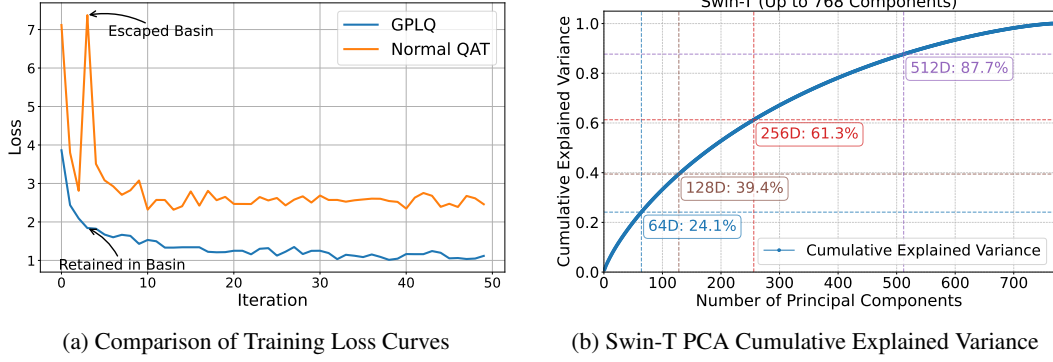 Escaped Basin
GPLQ
Normal QAT
Retained in Basin
7
6
5
4
3
2
1
Loss
0
10
20
30
40
50
Iteration
(a) Comparison of Training Loss Curves
Swin-T (Up to 768 Components)
1.0
0.8
0.6
0.4
0.2
0.0
Cumulative Explained Variance
512D: 87.7%
256D: 61.3%
128D: 39.4%
64D: 24.1%
Cumulative Explained Variance
0
100
200
300
400
500
600
700
Number of Principal Components
(b) Swin-T PCA Cumulative Explained Variance